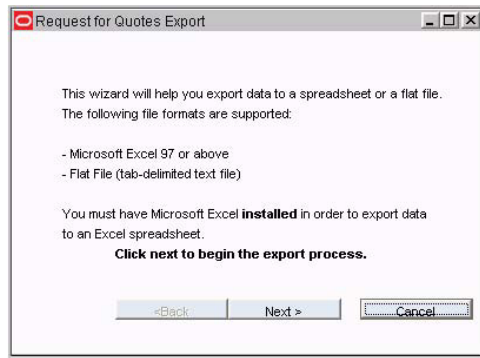 Request for Quotes Export
This wizard will help you export data to a spreadsheet or a flat file.
The following file formats are supported:
- Microsoft Excel 97 or above
- Flat File (tab-delimited text file)
You must have Microsoft Excel installed in order to export data
to an Excel spreadsheet.
Click next to begin the export process.
<Back Next > Cancel